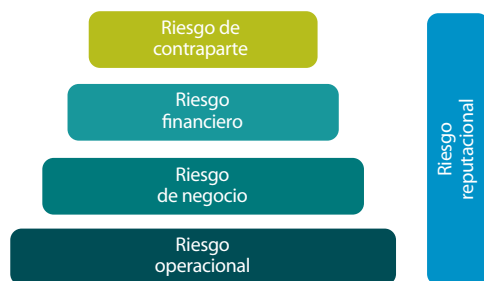 Riesgo de
contraparte
Riesgo
financiero
Riesgo
de negocio
Riesgo
operacional
Riesgo
reputacional